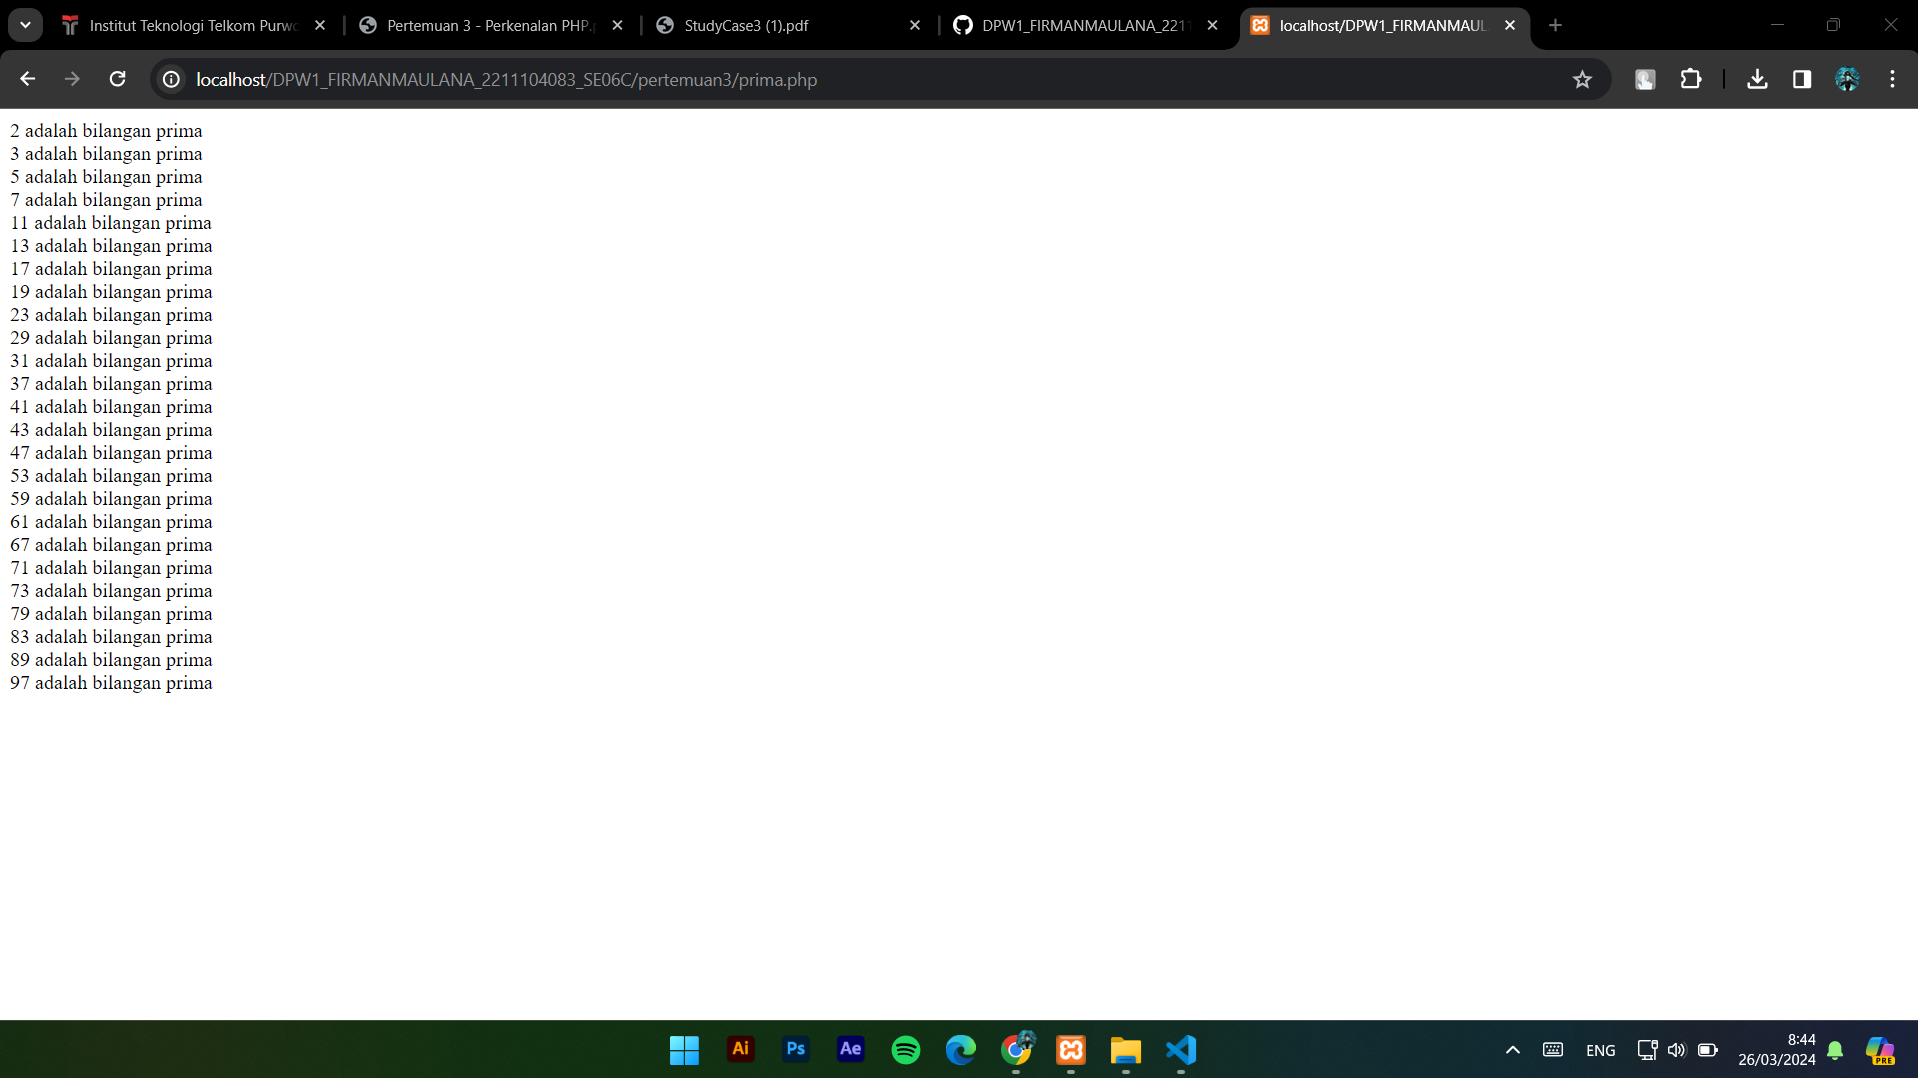 Institut Teknologi Telkom Purwo
Pertemuan 3 - Perkenalan PHP.p
StudyCase3 (1).pdf
DPW1_FIRMANMAULANA_2211
localhost/DPW1_FIRMANMAUL
localhost/DPW1_FIRMANMAULANA_2211104083_SE06C/pertemuan3/prima.php
2 adalah bilangan prima
3 adalah bilangan prima
5 adalah bilangan prima
7 adalah bilangan prima
11 adalah bilangan prima
13 adalah bilangan prima
17 adalah bilangan prima
19 adalah bilangan prima
23 adalah bilangan prima
29 adalah bilangan prima
31 adalah bilangan prima
37 adalah bilangan prima
41 adalah bilangan prima
43 adalah bilangan prima
47 adalah bilangan prima
53 adalah bilangan prima
59 adalah bilangan prima
61 adalah bilangan prima
67 adalah bilangan prima
71 adalah bilangan prima
73 adalah bilangan prima
79 adalah bilangan prima
83 adalah bilangan prima
89 adalah bilangan prima
97 adalah bilangan prima
Ai
Ps
Ae
ENG
8:44
26/03/2024
PRE